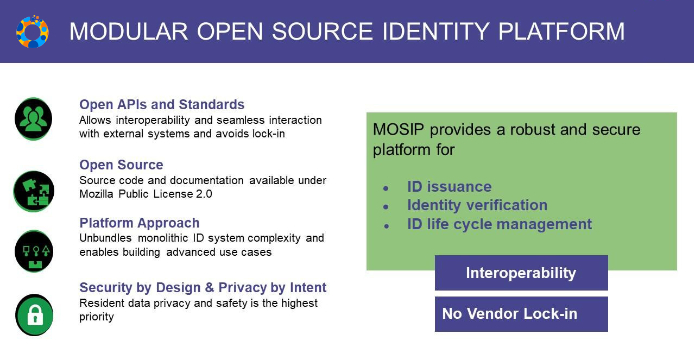 MODULAR OPEN SOURCE IDENTITY PLATFORM
Open APIs and Standards
Allows interoperability and seamless interaction
with external systems and avoids lock-in
Open Source
Source code and documentation available under
Mozilla Public License 2.0
Platform Approach
Unbundles monolithic ID system complexity and
enables building advanced use cases
Security by Design & Privacy by Intent
Resident data privacy and safety is the highest
priority
MOSIP provides a robust and secure
platform for
• ID issuance
• Identity verification
• ID life cycle management
Interoperability
No Vendor Lock-in